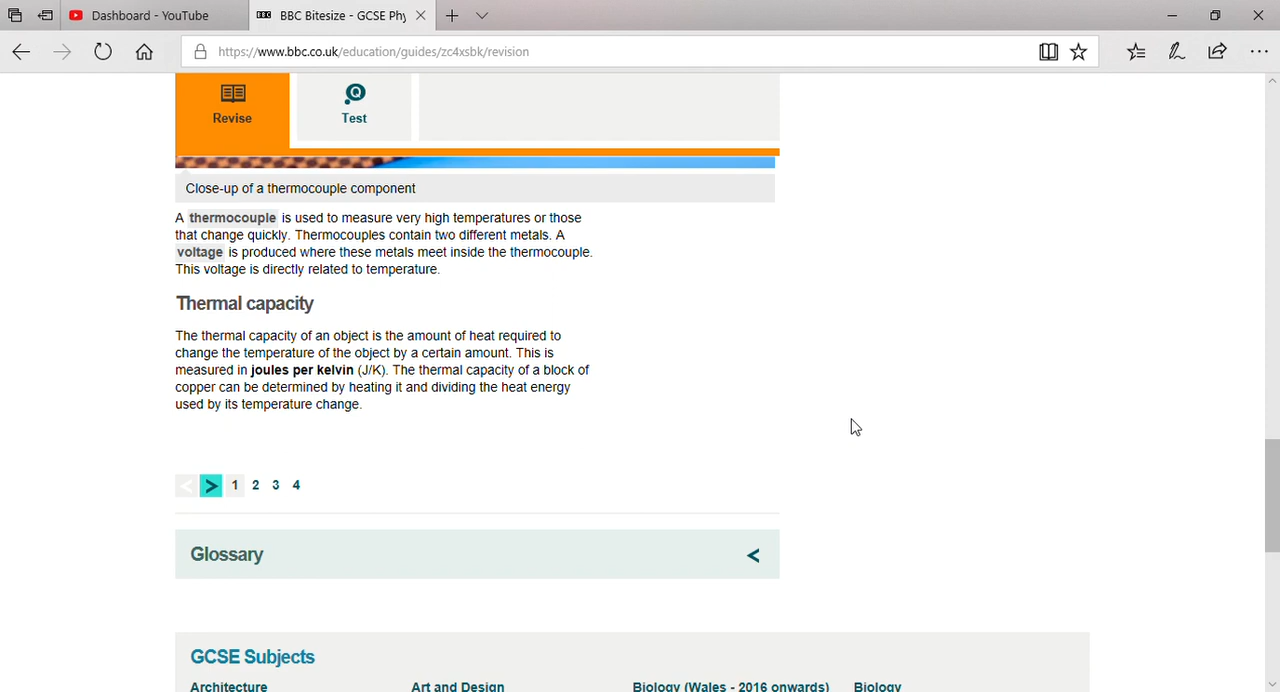 Dashboard - YouTube
BBC Bitesize - GCSE Phy
https://www.bbc.co.uk/education/guides/zc4xsbk/revision
Revise
Test
Close-up of a thermocouple component
A thermocouple is used to measure very high temperatures or those
that change quickly. Thermocouples contain two different metals. A
voltage is produced where these metals meet inside the thermocouple.
This voltage is directly related to temperature.
Thermal capacity
The thermal capacity of an object is the amount of heat required to
change the temperature of the object by a certain amount. This is
measured in joules per kelvin (J/K). The thermal capacity of a block of
copper can be determined by heating it and dividing the heat energy
used by its temperature change.
< > 1 2 3 4
Glossary <
GCSE Subjects
Architecture Art and Design Biology (Wales - 2016 onwards) Biology